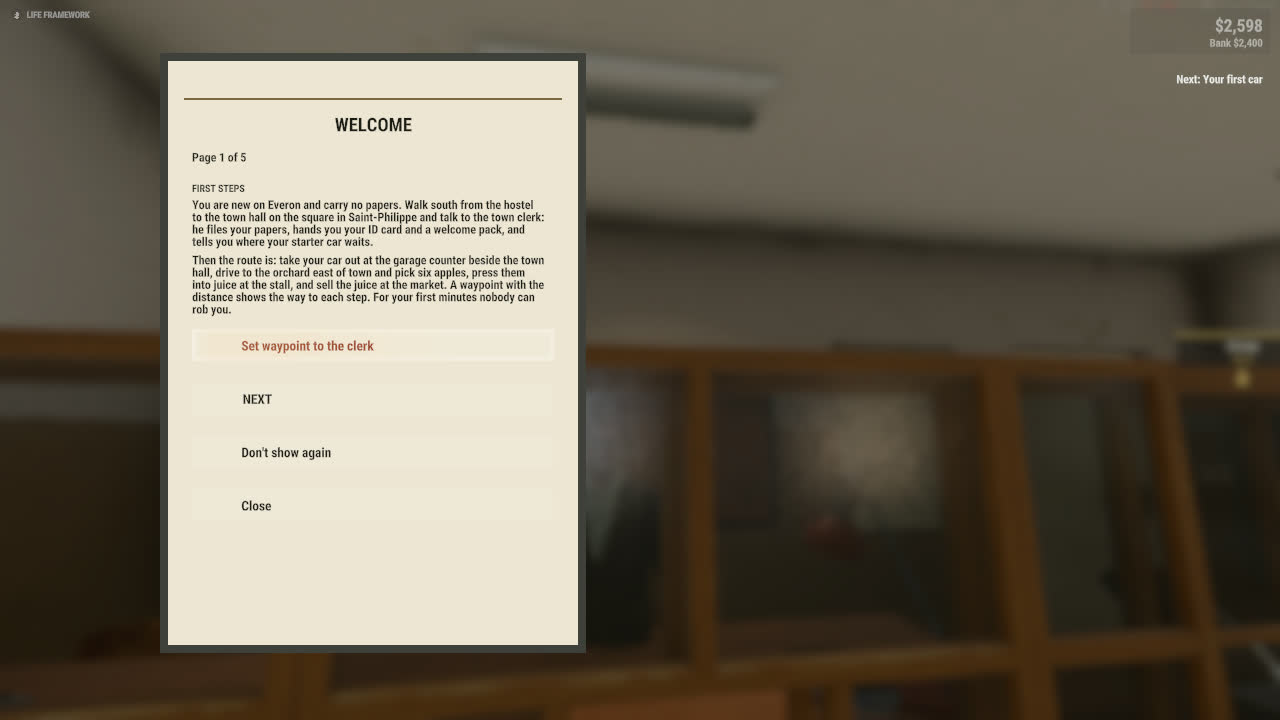 LIFE FRAMEWORK
$2,598
Bank $2,400
Next: Your first car
WELCOME
Page 1 of 5
FIRST STEPS
You are new on Everon and carry no papers. Walk south from the hostel
to the town hall on the square in Saint-Philippe and talk to the town clerk:
he files your papers, hands you your ID card and a welcome pack, and
tells you where your starter car waits.
Then the route is: take your car out at the garage counter beside the town
hall, drive to the orchard east of town and pick six apples, press them
into juice at the stall, and sell the juice at the market. A waypoint with the
distance shows the way to each step. For your first minutes nobody can
rob you.
Set waypoint to the clerk
NEXT
Don't show again
Close